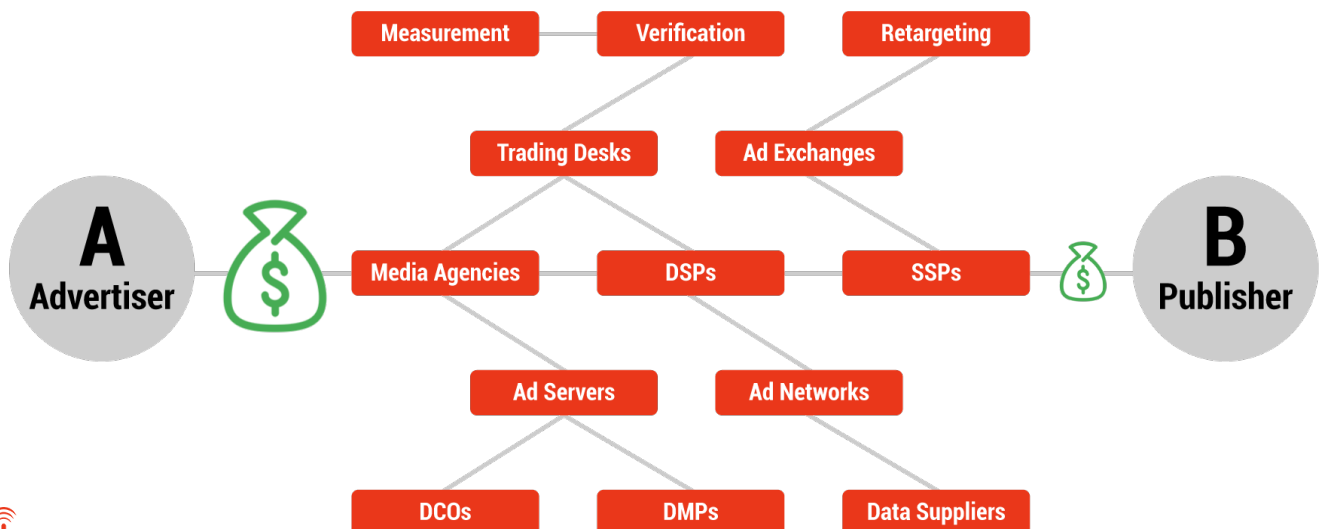 Measurement
Verification
Retargeting
Trading Desks
Ad Exchanges
A
Advertiser
$
Media Agencies
DSPs
SSPs
$
B
Publisher
Ad Servers
Ad Networks
DCOs
DMPs
Data Suppliers